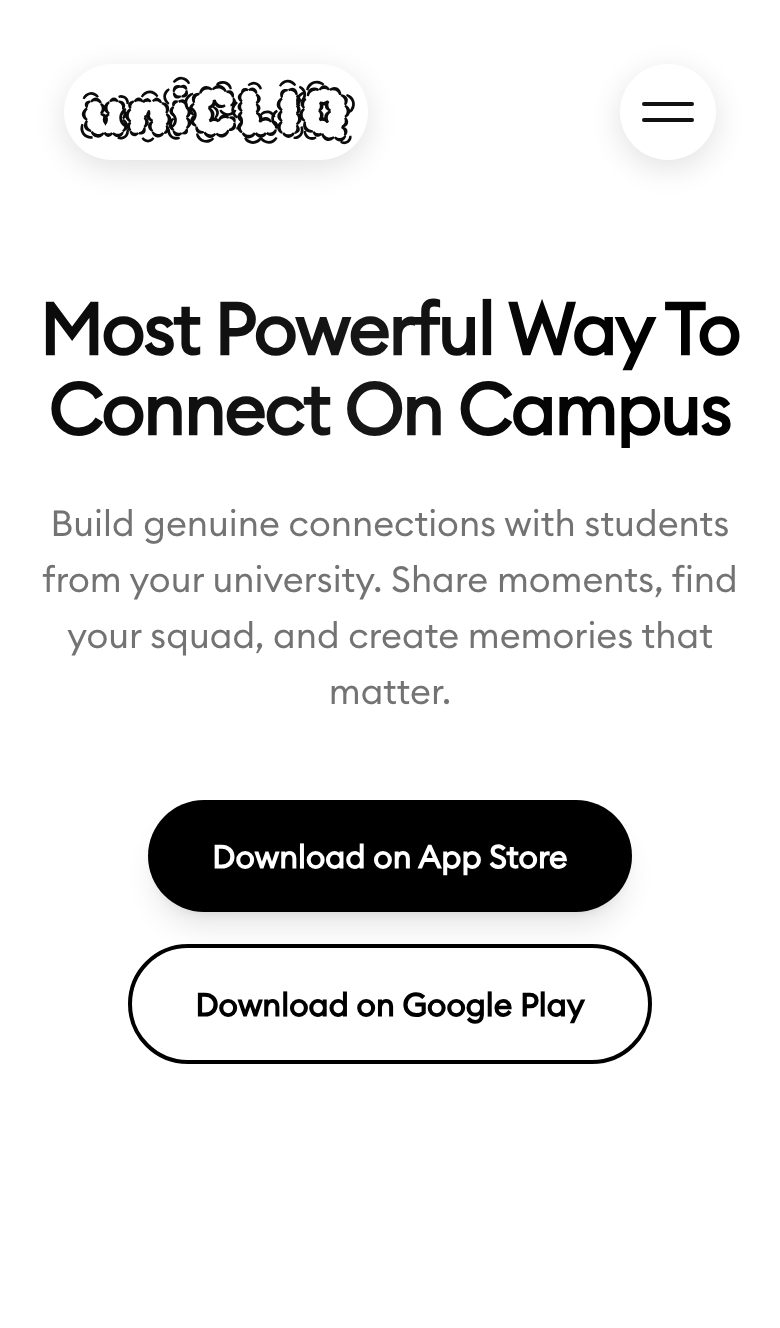 uniCLIQ
Most Powerful Way To
Connect On Campus
Build genuine connections with students
from your university. Share moments, find
your squad, and create memories that
matter.
Download on App Store
Download on Google Play